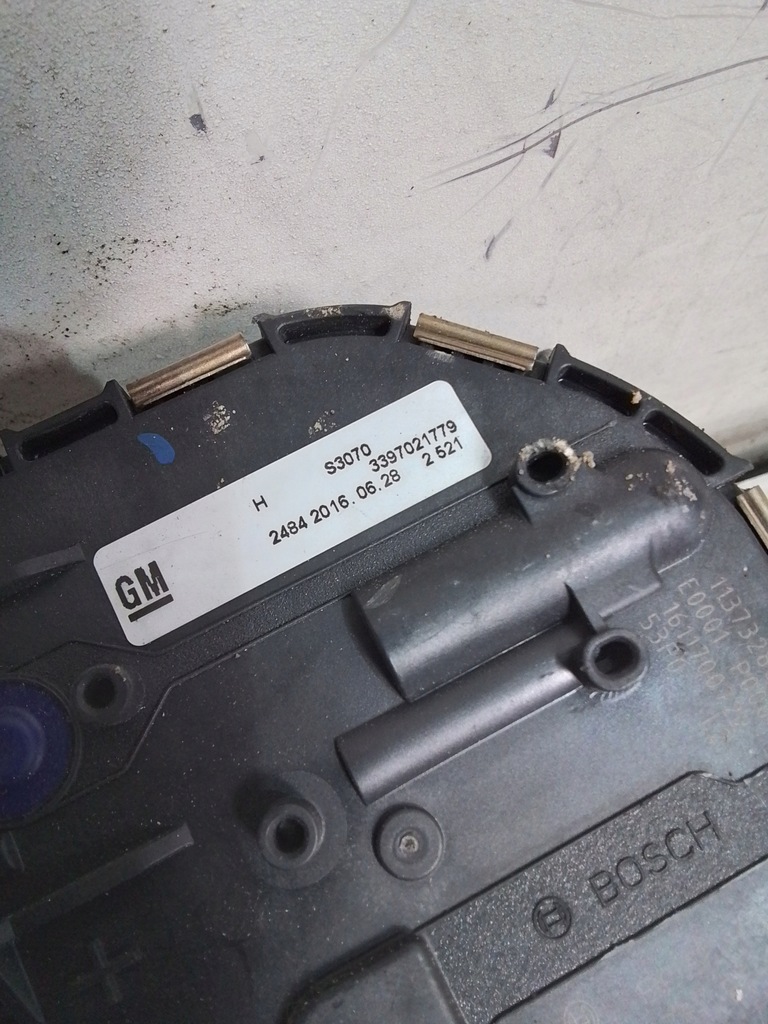 S3070
H 3397021779
2484 2016.06.28 2 521
GM
BOSCH